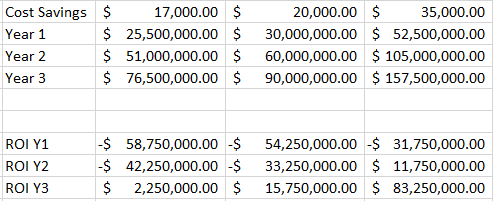 Cost Savings $ 17,000.00 $ 20,000.00 $ 35,000.00
Year 1 $ 25,500,000.00 $ 30,000,000.00 $ 52,500,000.00
Year 2 $ 51,000,000.00 $ 60,000,000.00 $ 105,000,000.00
Year 3 $ 76,500,000.00 $ 90,000,000.00 $ 157,500,000.00
ROI Y1 -$ 58,750,000.00 -$ 54,250,000.00 -$ 31,750,000.00
ROI Y2 -$ 42,250,000.00 -$ 33,250,000.00 $ 11,750,000.00
ROI Y3 $ 2,250,000.00 $ 15,750,000.00 $ 83,250,000.00